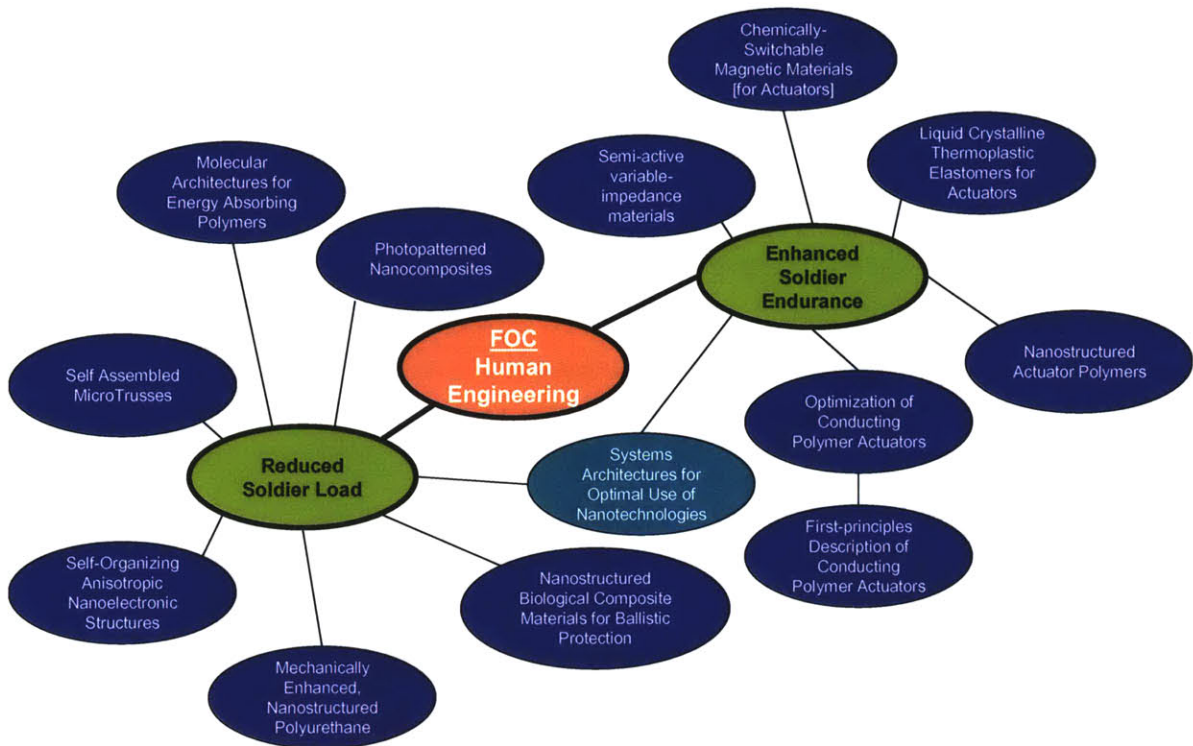 Chemically-
Switchable
Magnetic Materials
[for Actuators]
Liquid Crystalline
Thermoplastic
Elastomers for
Actuators
Semi-active
variable-
impedance
materials
Molecular
Architectures for
Energy Absorbing
Polymers
Photopatterned
Nanocomposites
Enhanced
Soldier
Endurance
FOC
Human
Engineering
Nanostructured
Actuator Polymers
Self Assembled
MicroTrusses
Optimization of
Conducting
Polymer Actuators
Reduced
Soldier Load
Systems
Architectures for
Optimal Use of
Nanotechnologies
First-principles
Description of
Conducting
Polymer Actuators
Self-Organizing
Anisotropic
Nanoelectronic
Structures
Nanostructured
Biological Composite
Materials for Ballistic
Protection
Mechanically
Enhanced,
Nanostructured
Polyurethane